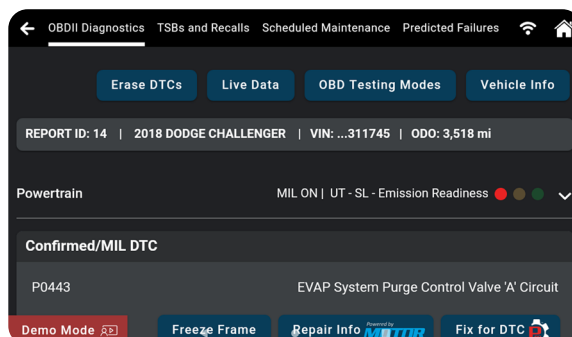 OBDII Diagnostics TSBs and Recalls Scheduled Maintenance Predicted Failures
Erase DTCs Live Data OBD Testing Modes Vehicle Info
REPORT ID: 14 | 2018 DODGE CHALLENGER | VIN: ...311745 | ODO: 3,518 mi
Powertrain MIL ON | UT - SL - Emission Readiness
Confirmed/MIL DTC
P0443 EVAP System Purge Control Valve 'A' Circuit
Demo Mode Freeze Frame Repair Info Powered by MOTOR Fix for DTC